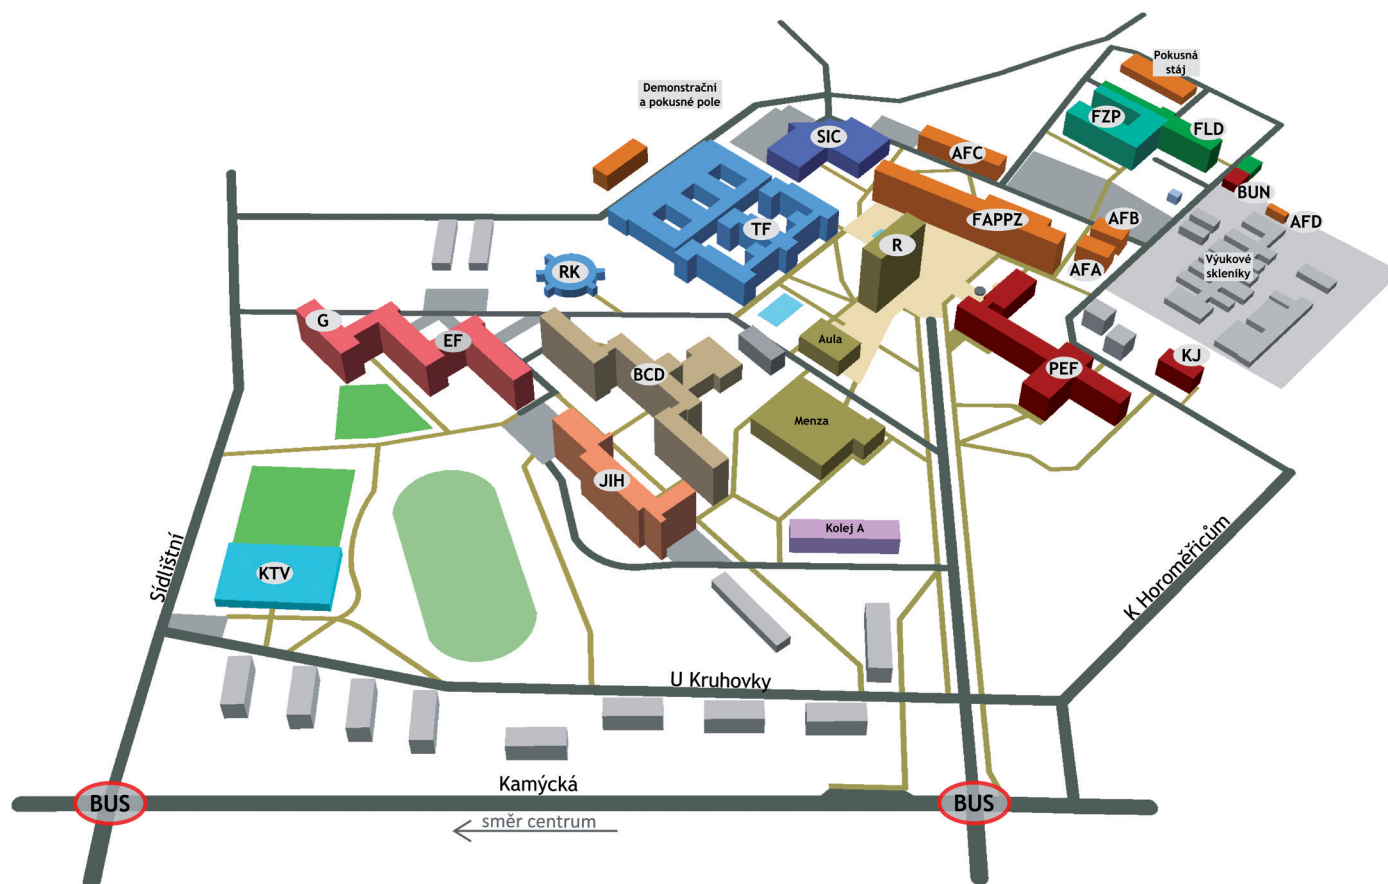 Pokusná
stáj
Demonstrační
a pokusné pole
FZP
FLD
SIC
AFC
BUN
AFB
AFD
FAPPZ
TF
R
AFA
Výukové
skleníky
RK
G
EF
Aula
KJ
PEF
BCD
Menza
JIH
Kolej A
KTV
Sídlištní
K Horoměřicům
U Kruhovky
Kamýcká
BUS
BUS
směr centrum